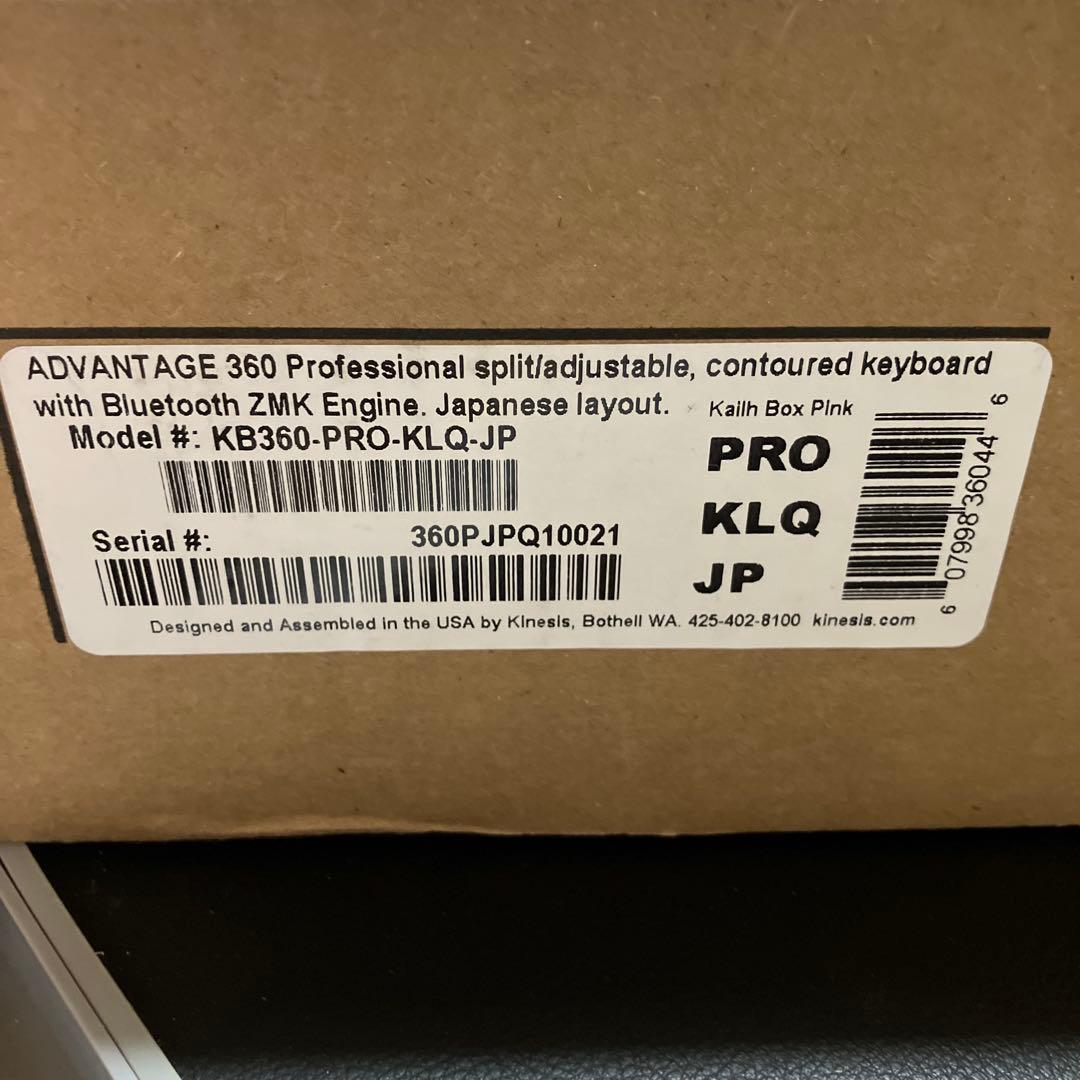 ADVANTAGE 360 Professional split/adjustable, contoured keyboard
with Bluetooth ZMK Engine. Japanese layout.
Kailh Box Pink
Model #: KB360-PRO-KLQ-JP
PRO
KLQ
JP
Serial #: 360PJPQ10021
6 07998 36044 6
Designed and Assembled in the USA by Kinesis, Bothell WA. 425-402-8100 kinesis.com